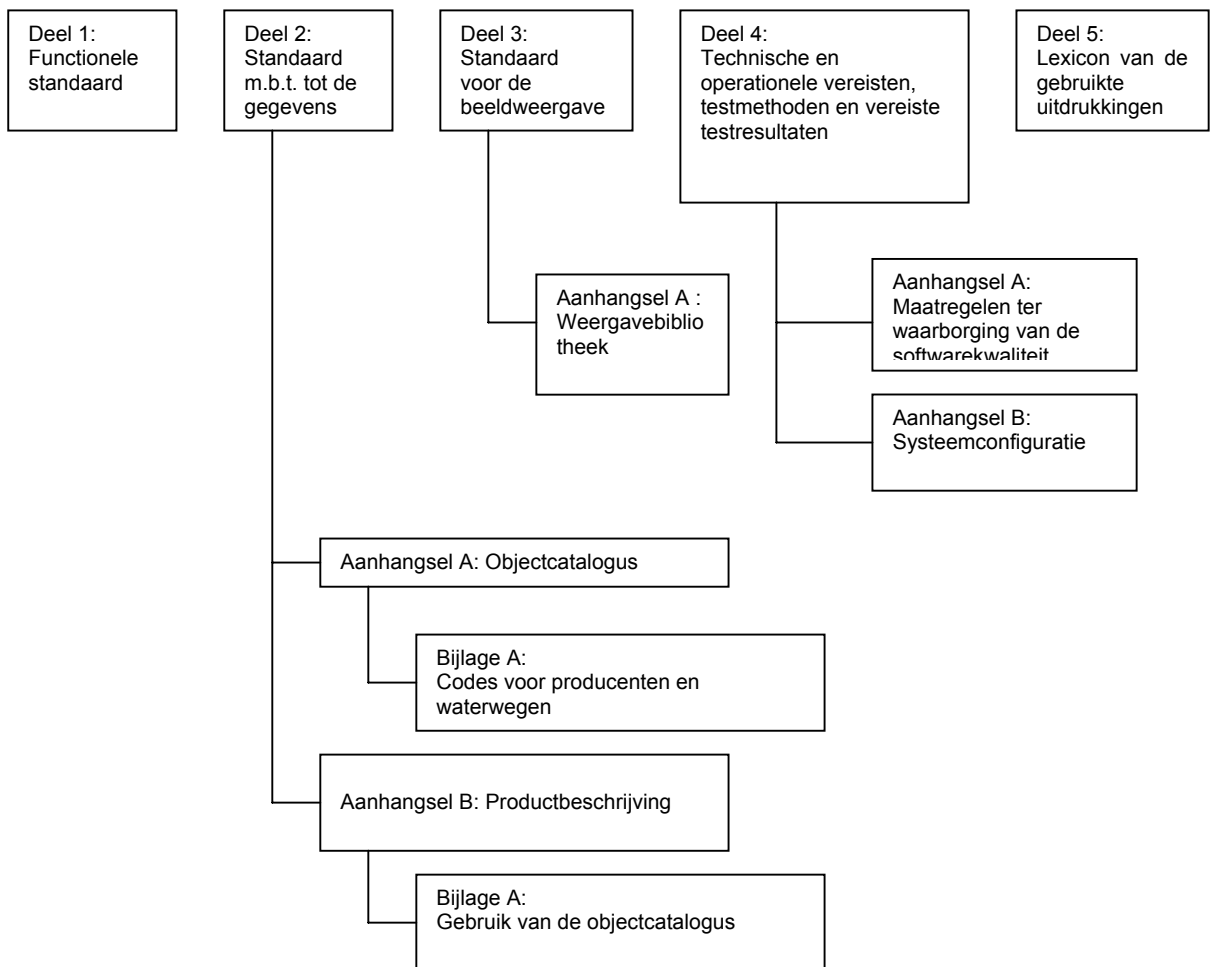 Deel 1:
Functionele
standaard
Deel 2:
Standaard
m.b.t. tot de
gegevens
Deel 3:
Standaard
voor de
beeldweergave
Deel 4:
Technische en
operationele vereisten,
testmethoden en vereiste
testresultaten
Deel 5:
Lexicon van de
gebruikte
uitdrukkingen
Aanhangsel A :
Weergavebiblio
theek
Aanhangsel A:
Maatregelen ter
waarborging van de
softwarekwaliteit
Aanhangsel B:
Systeemconfiguratie
Aanhangsel A: Objectcatalogus
Bijlage A:
Codes voor producenten en
waterwegen
Aanhangsel B: Productbeschrijving
Bijlage A:
Gebruik van de objectcatalogus